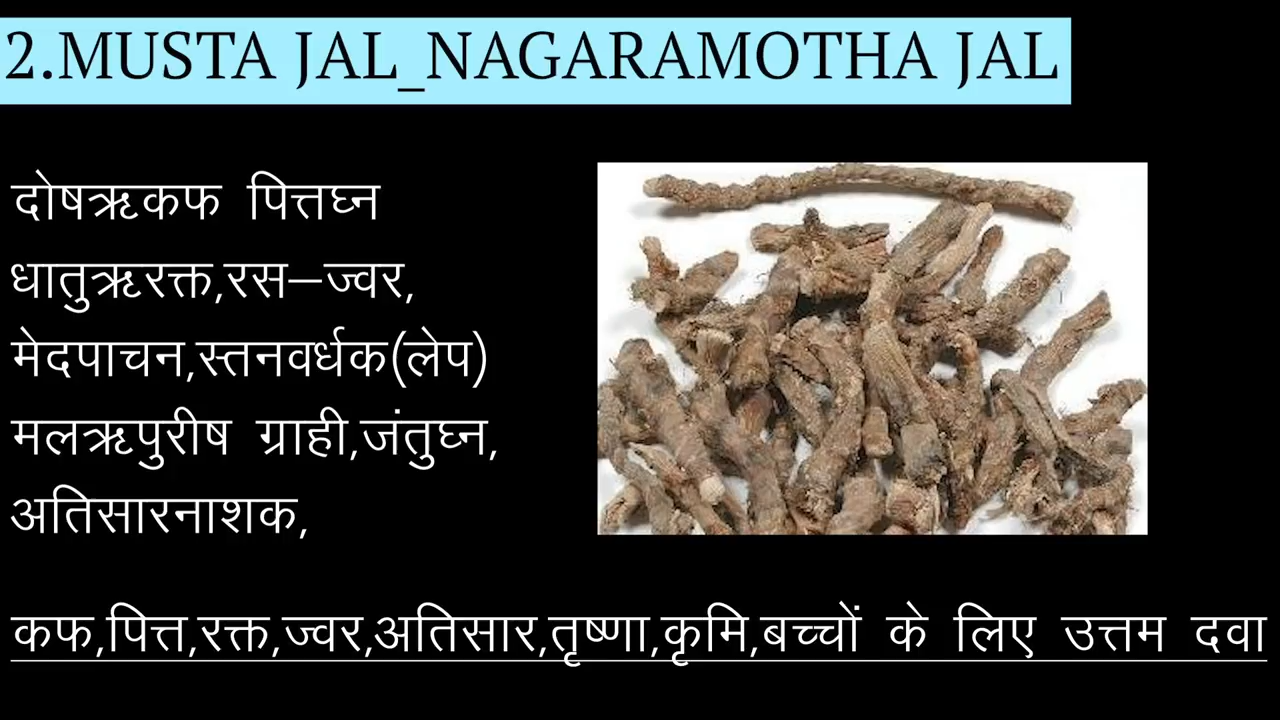 2.MUSTA JAL_NAGARAMOTHA JAL
दोषऋकफ पित्तघ्न
धातुऋरक्त,रस–ज्वर,
मेदपाचन,स्तनवर्धक(लेप)
मलऋपुरीष ग्राही,जंतुघ्न,
अतिसारनाशक,
कफ,पित्त,रक्त,ज्वर,अतिसार,तृष्णा,कृमि,बच्चों के लिए उत्तम दवा